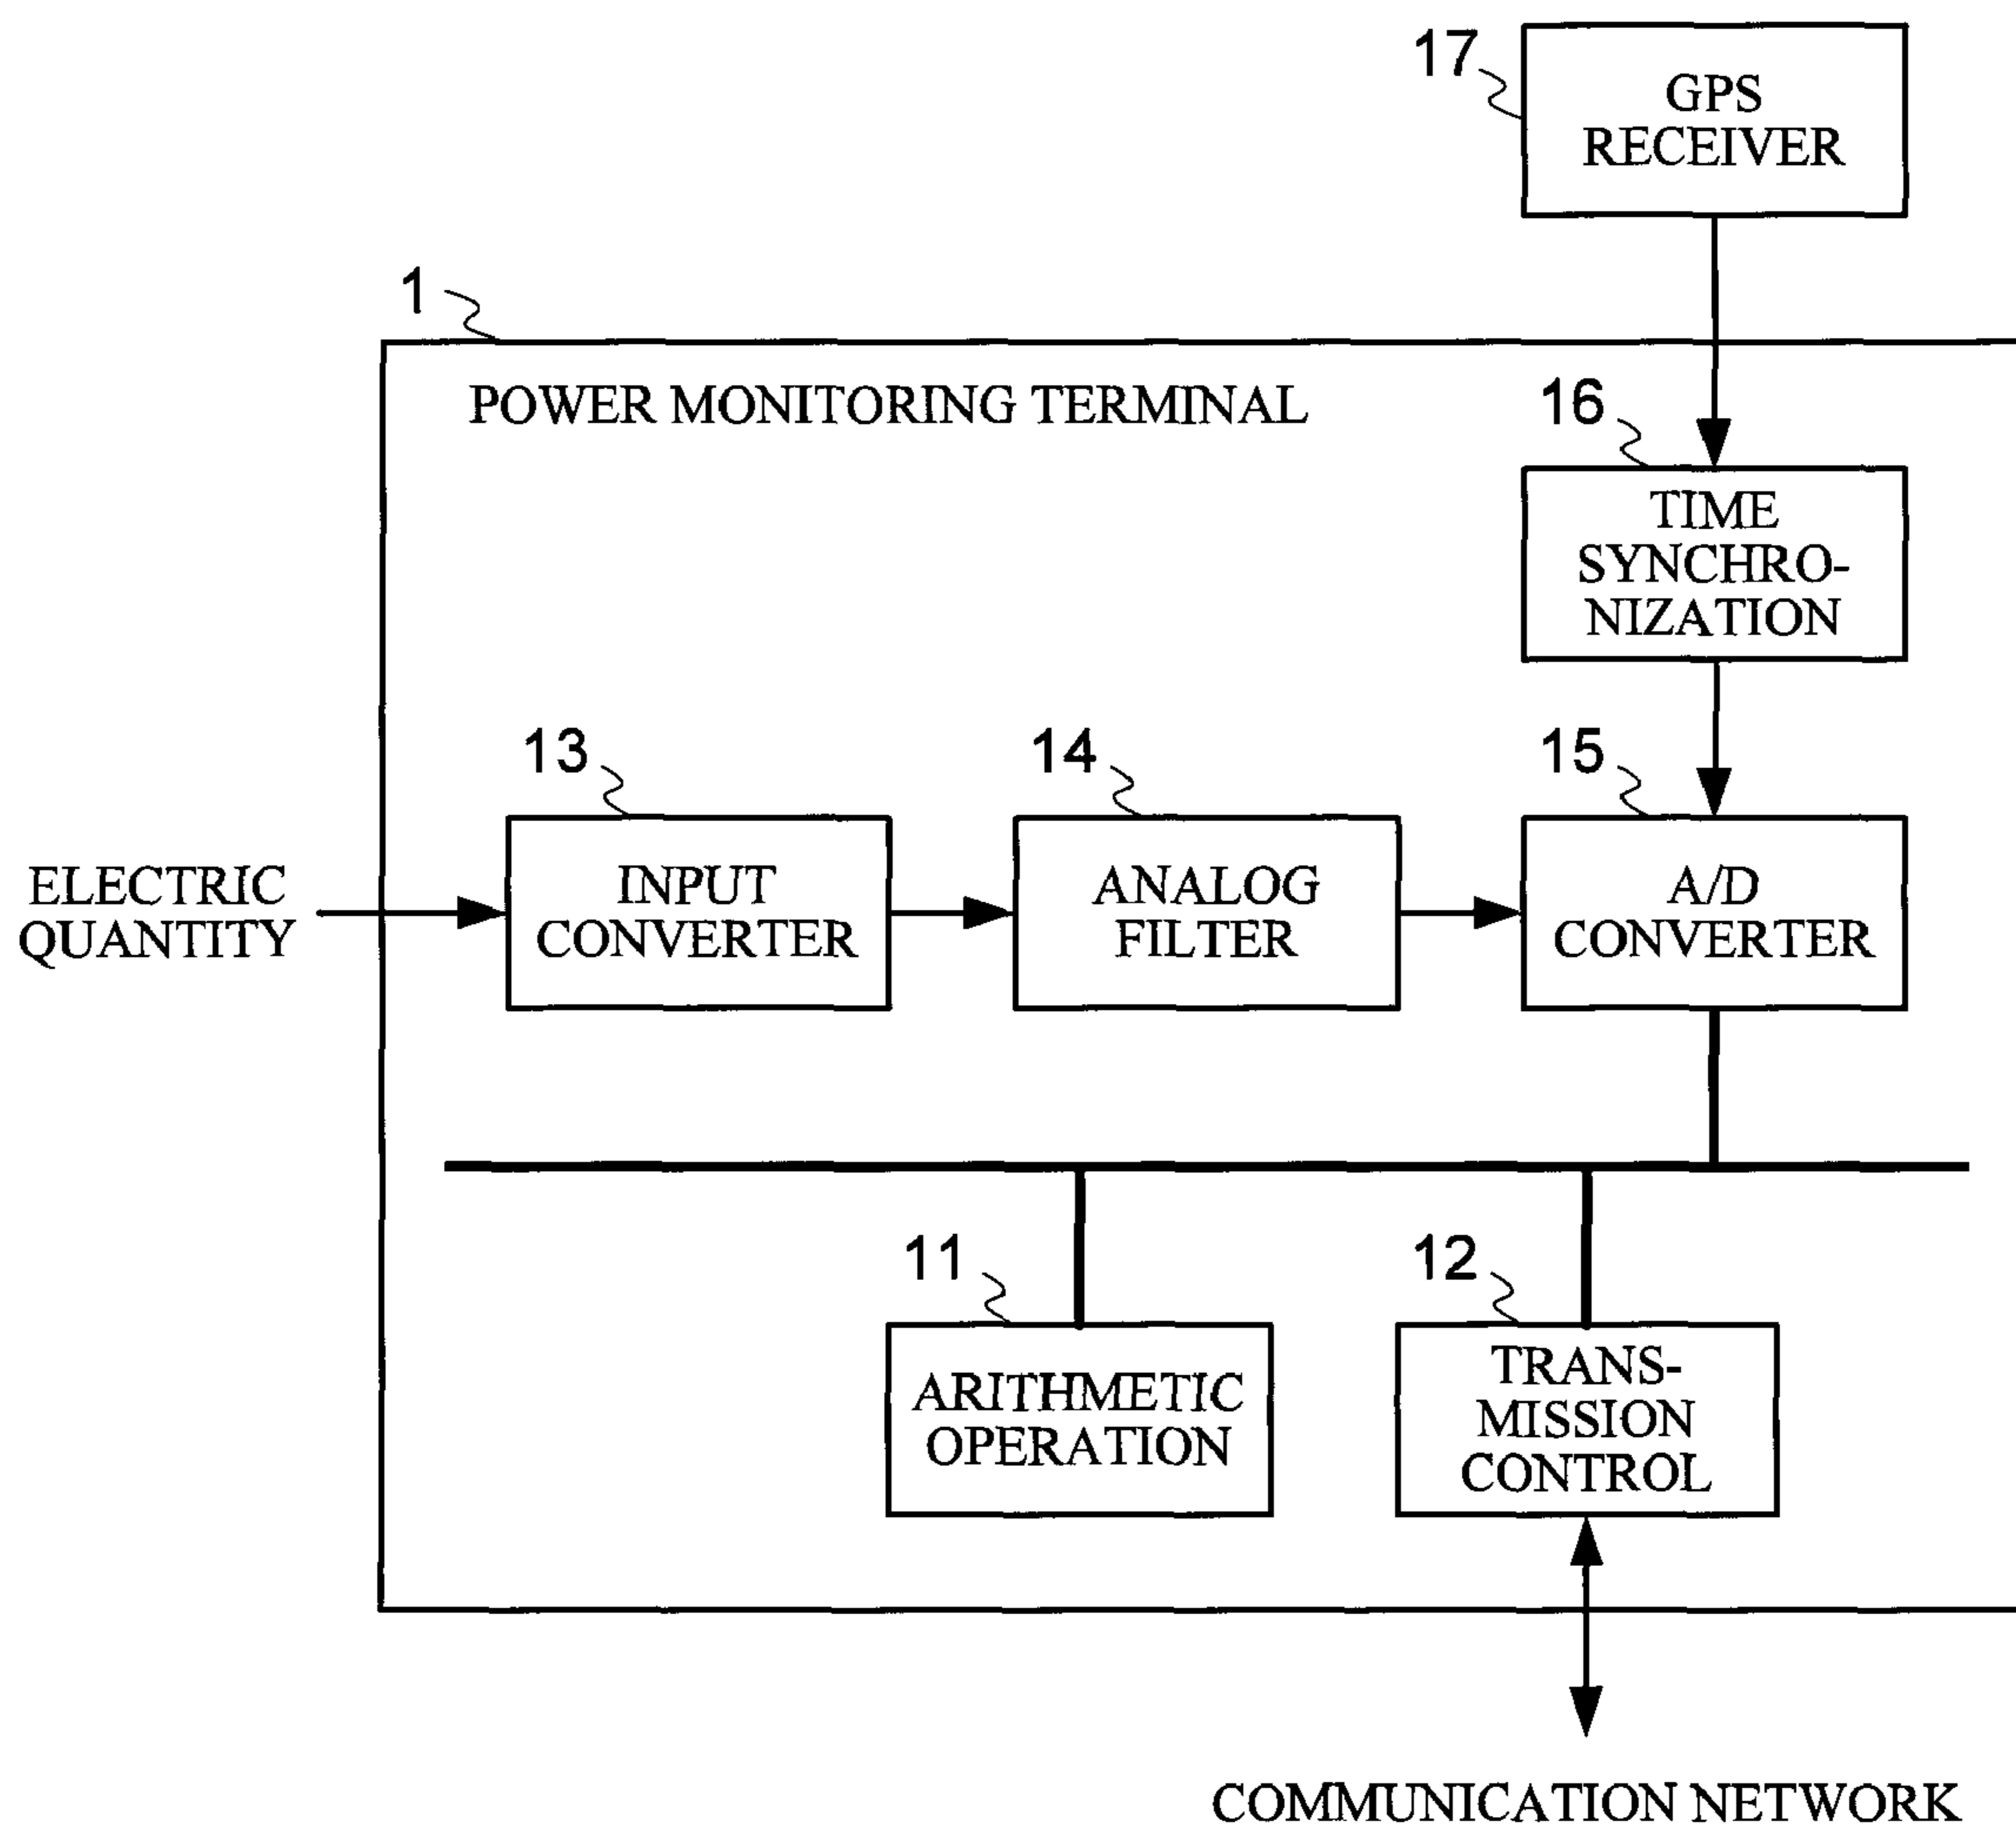 17
GPS
RECEIVER
1
POWER MONITORING TERMINAL
16
TIME
SYNCHRO-
NIZATION
13
14
15
ELECTRIC
QUANTITY
INPUT
CONVERTER
ANALOG
FILTER
A/D
CONVERTER
11
12
ARITHMETIC
OPERATION
TRANS-
MISSION
CONTROL
COMMUNICATION NETWORK